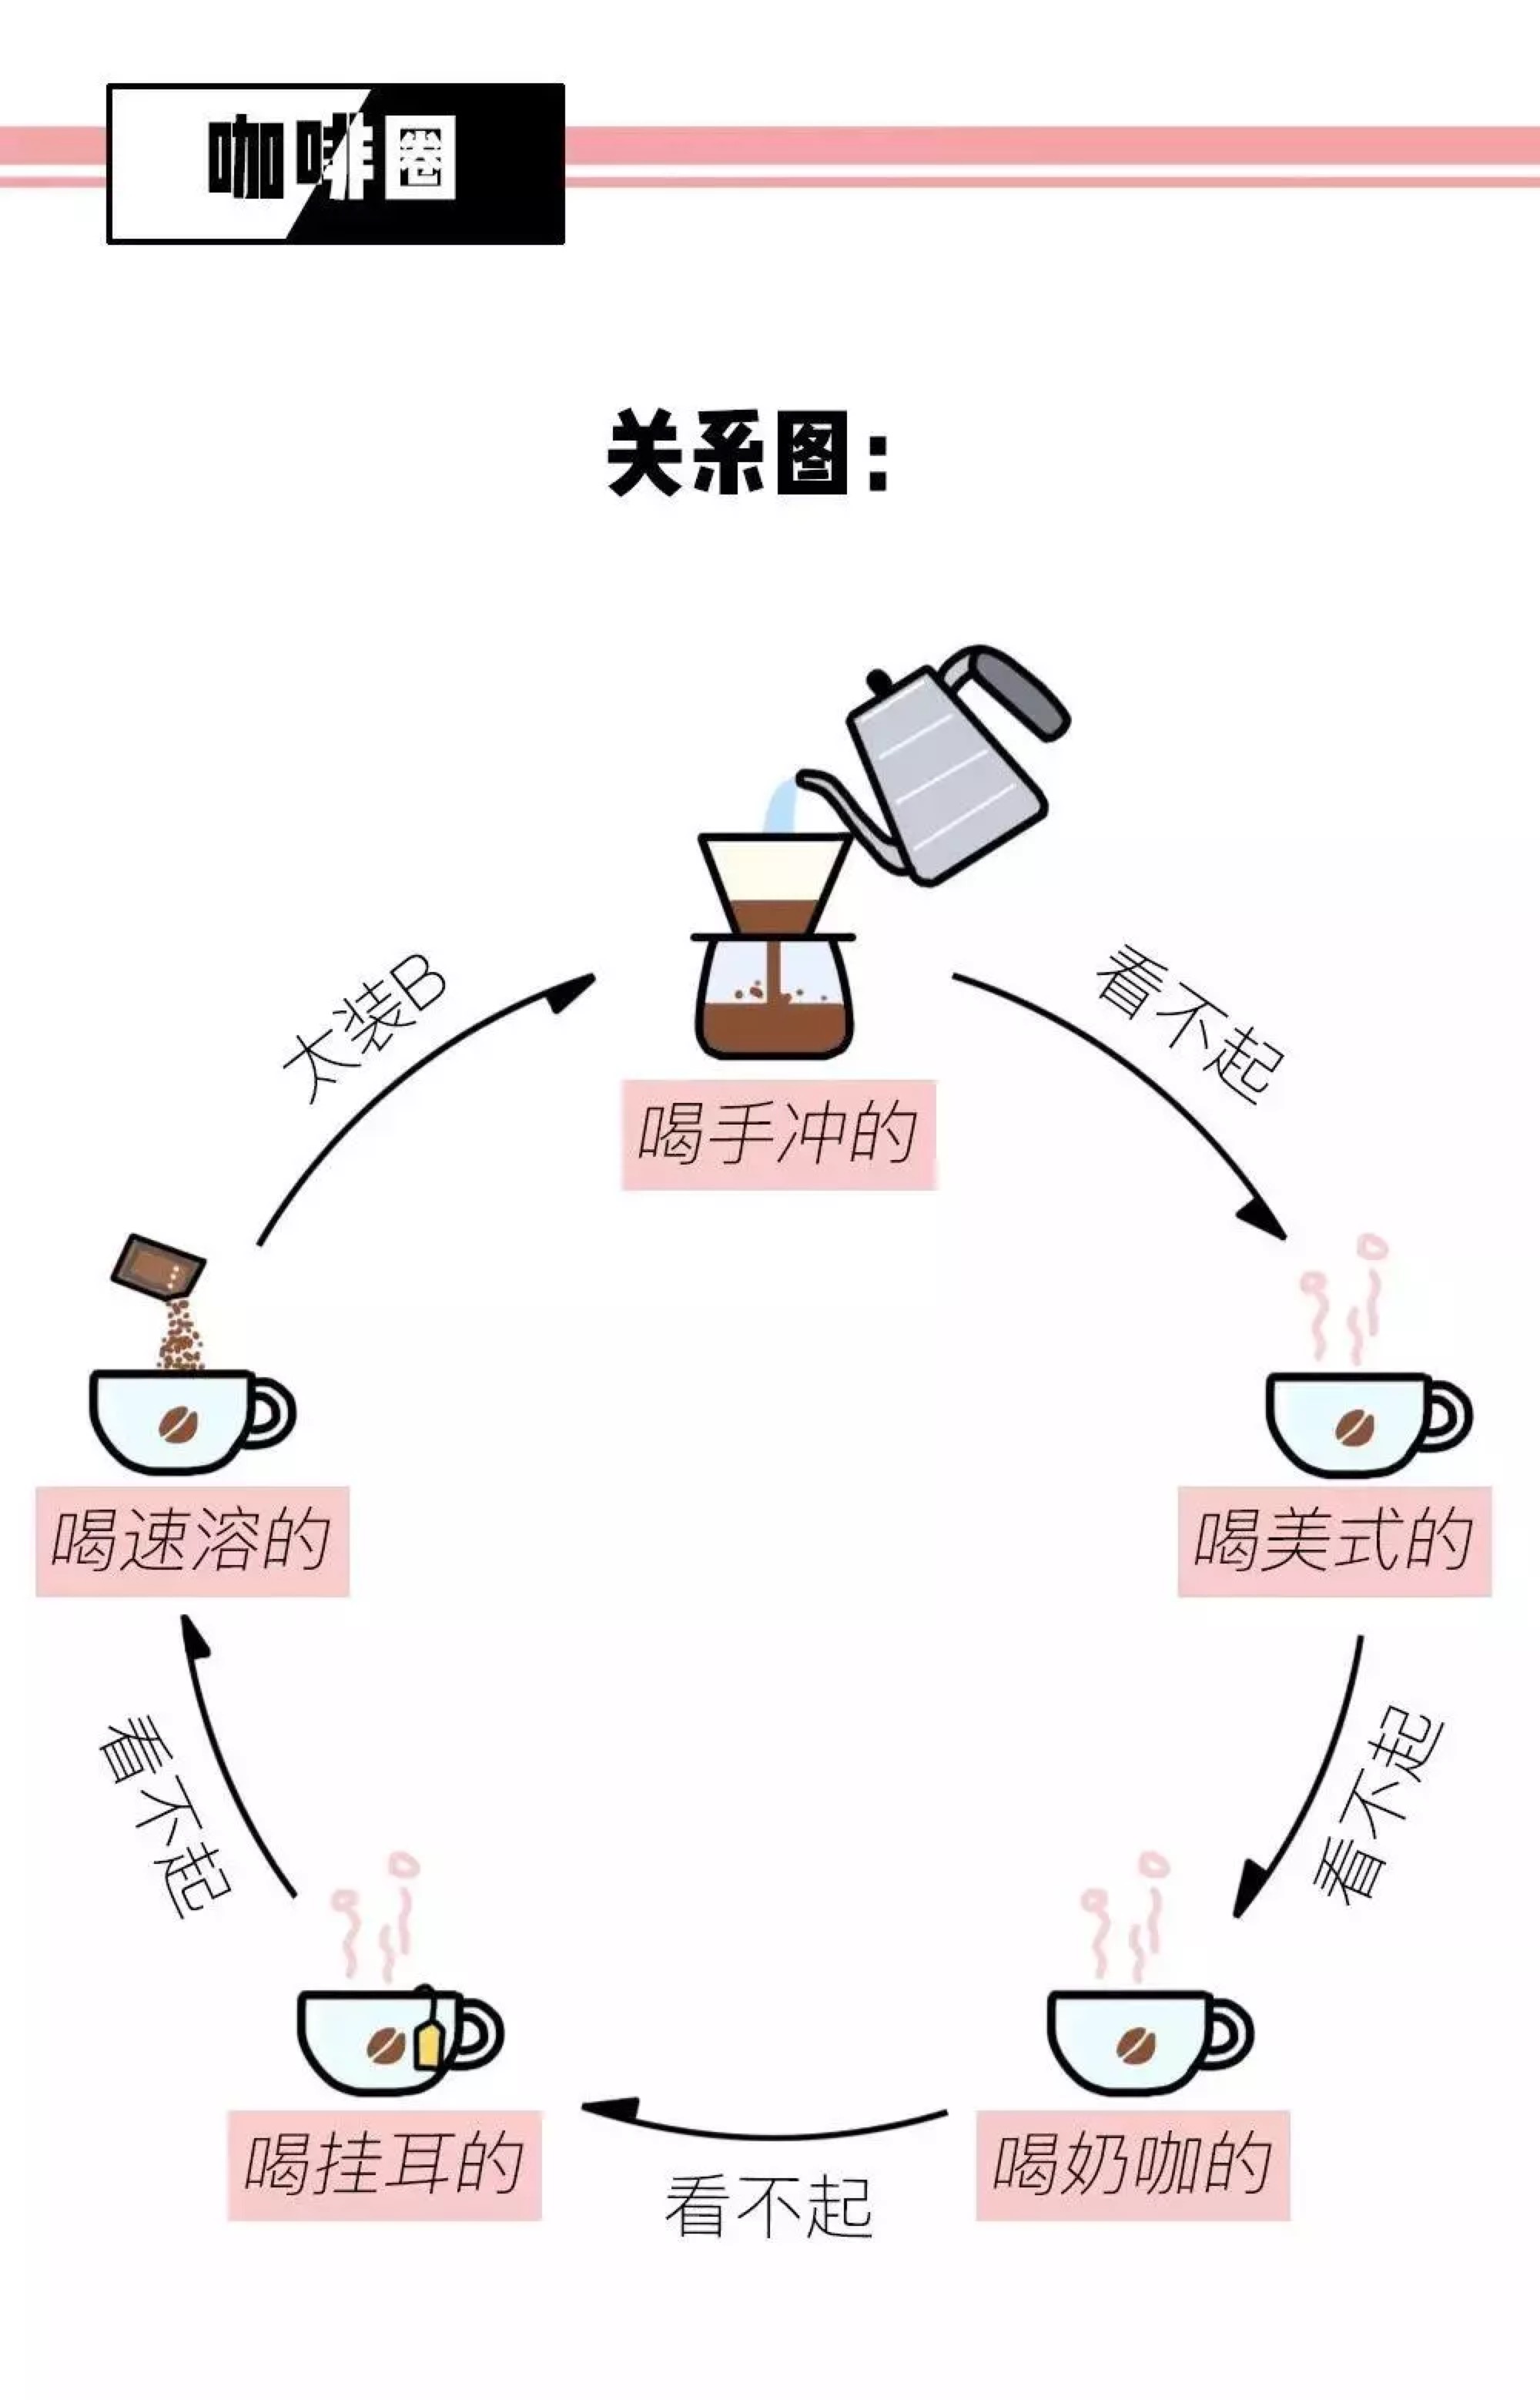 咖啡圈
关系图：
太装B
看不起
喝手冲的
喝速溶的
喝美式的
看不起
看不起
喝挂耳的
喝奶咖的
看不起